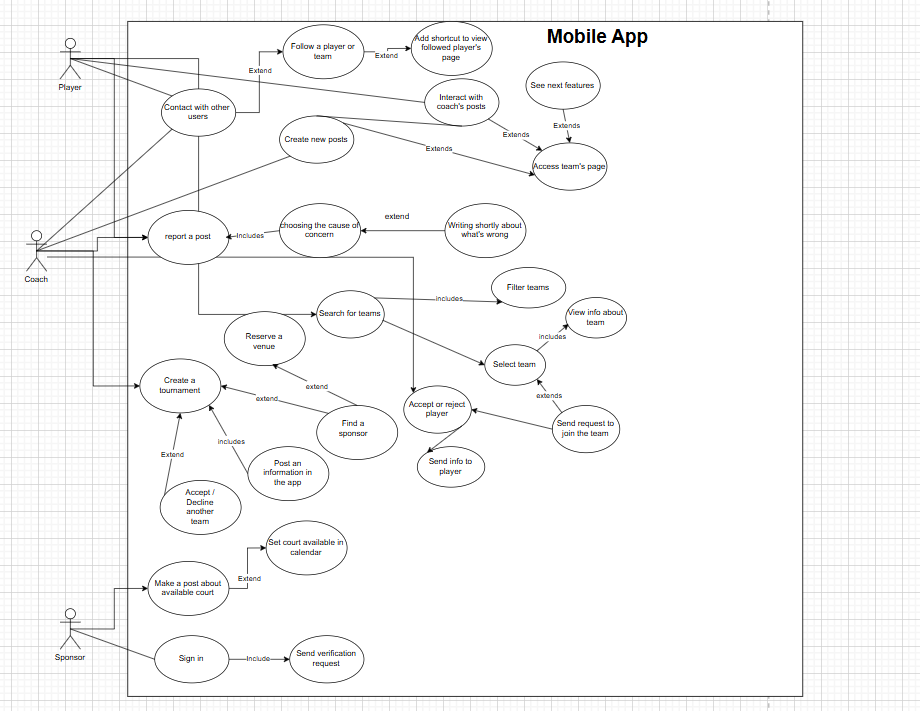 Mobile App
Player
Follow a player or
team
Extend
Add shortcut to view
followed player's
page
Extend
See next features
Interact with
coach's posts
Contact with other
users
Extends
Extends
Create new posts
Extends
Access team's page
choosing the cause of
concern
extend
Writing shortly about
what's wrong
report a post
Includes
Coach
Filter teams
includes
Search for teams
View info about
team
Reserve a
venue
includes
Select team
Create a
tournament
extend
extend
extends
Accept or reject
player
Find a
sponsor
Send request to
join the team
includes
Extend
Post an
information in
the app
Send info to
player
Accept /
Decline
another
team
Set court available in
calendar
Extend
Make a post about
available court
Sponsor
Sign in
Include
Send verification
request